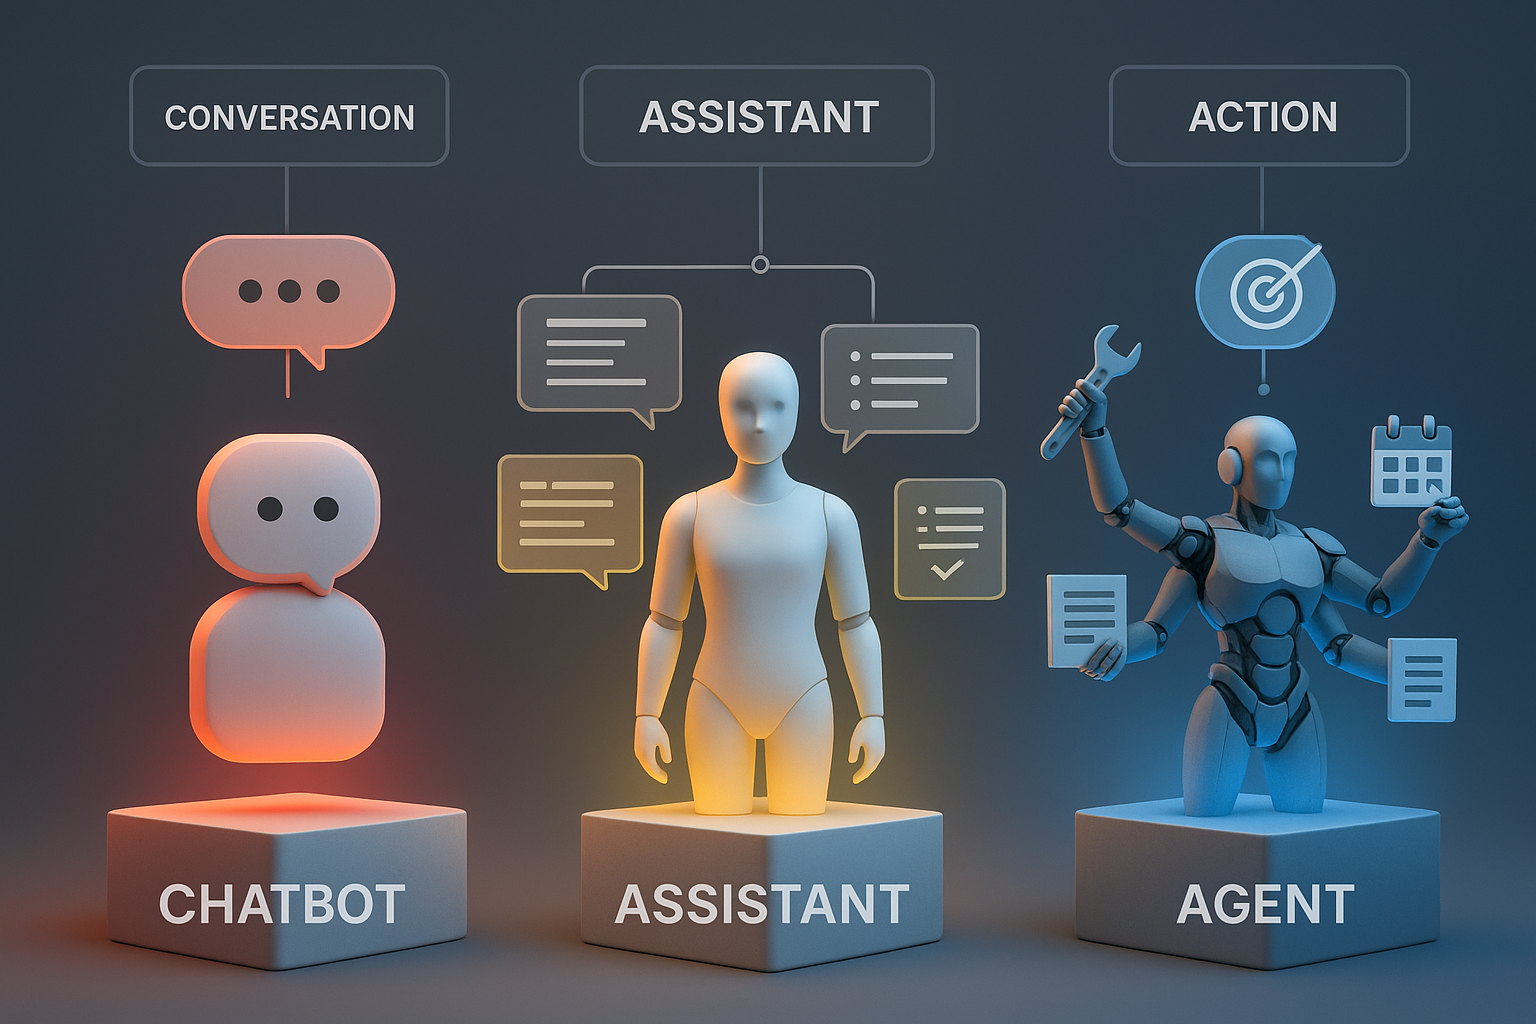 CONVERSATION
ASSISTANT
ACTION
CHATBOT
ASSISTANT
AGENT